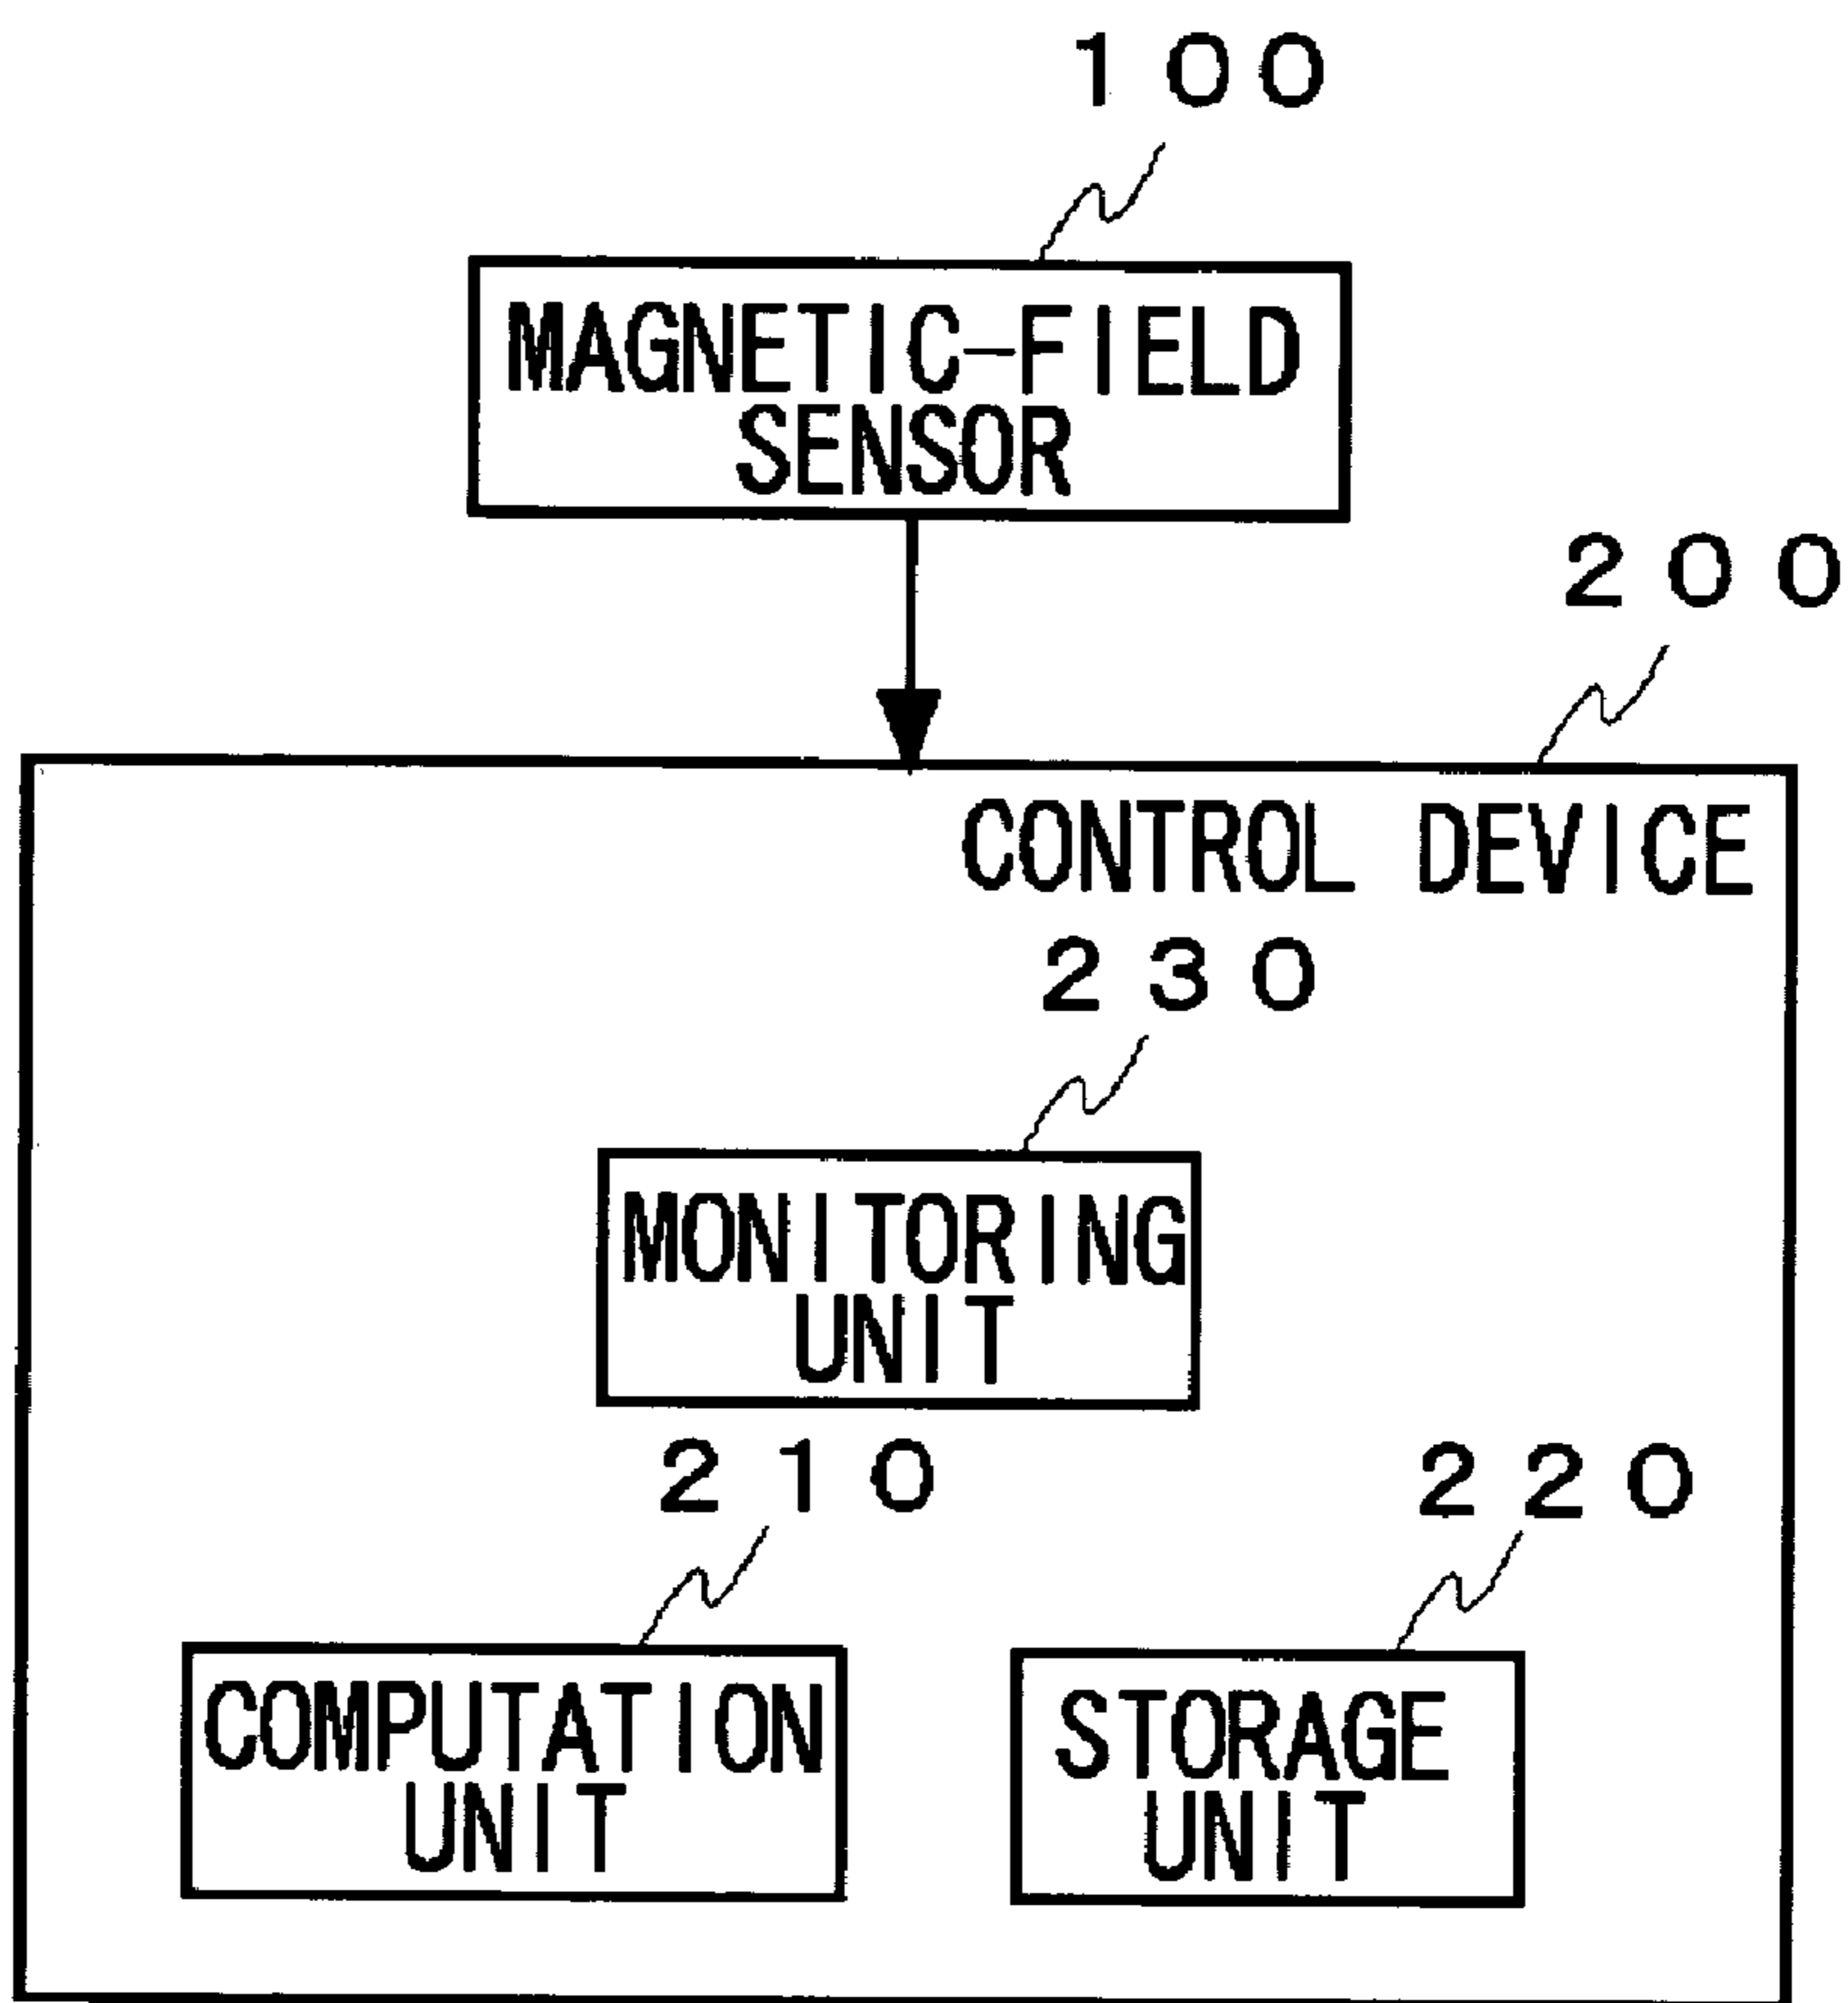 100
MAGNETIC-FIELD
SENSOR
200
CONTROL DEVICE
230
MONITORING
UNIT
210
220
COMPUTATION
UNIT
STORAGE
UNIT